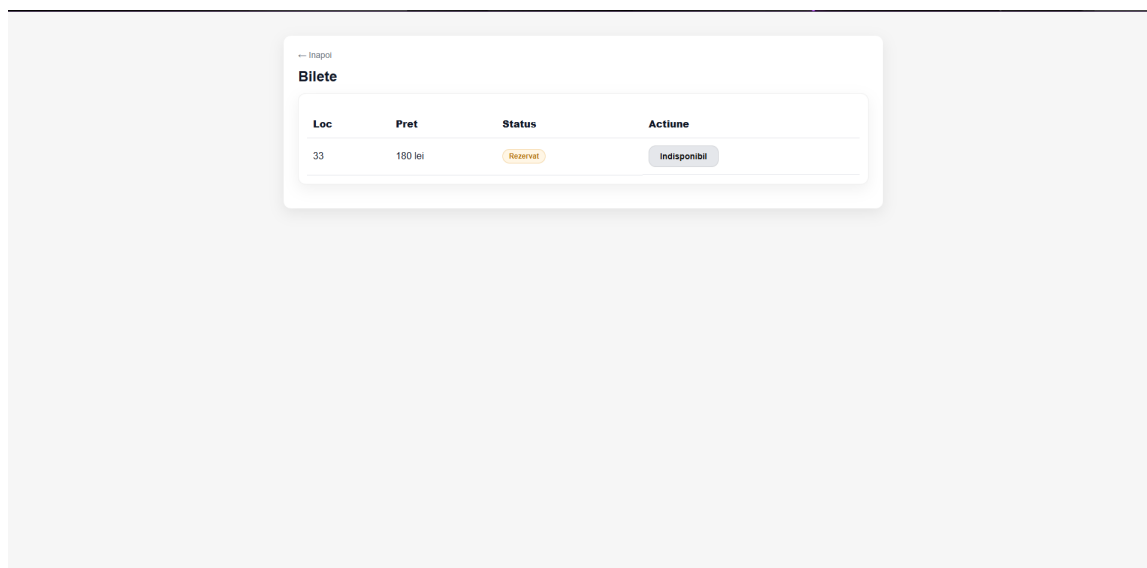 ← Inapoi
Bilete
Loc Pret Status Actiune
33 180 lei Rezervat Indisponibil